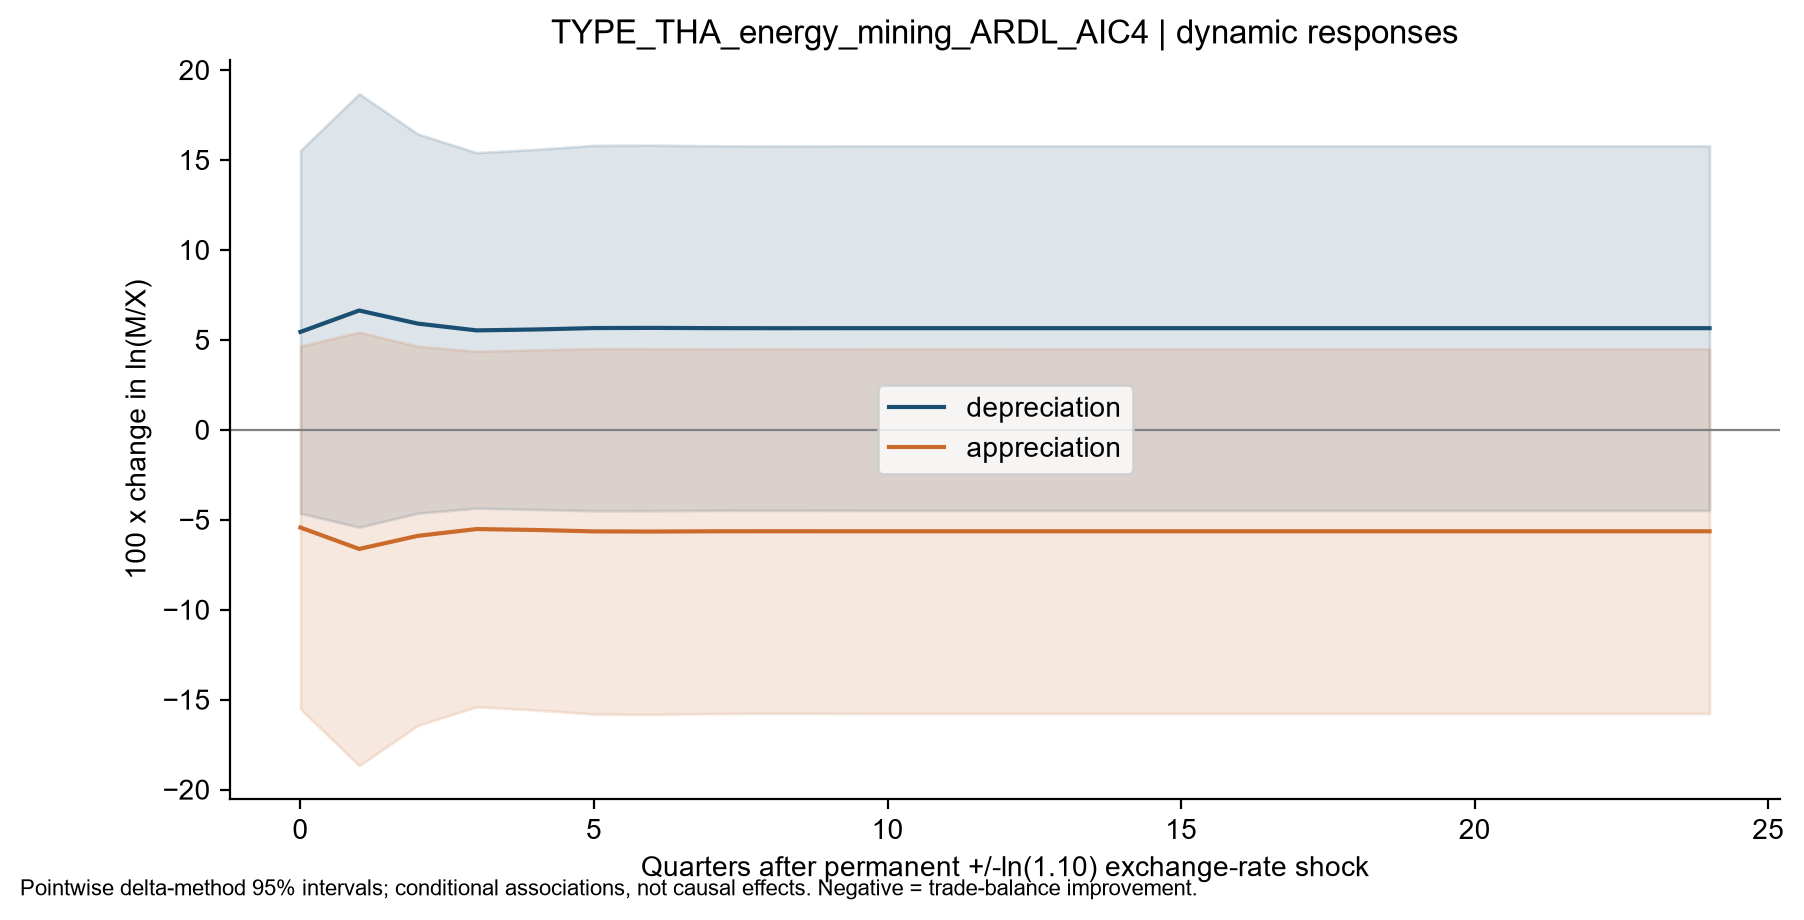 TYPE_THA_energy_mining_ARDL_AIC4 | dynamic responses
100 x change in ln(M/X)
20
15
10
5
0
−5
−10
−15
−20
depreciation
appreciation
0
5
10
15
20
25
Quarters after permanent +/-ln(1.10) exchange-rate shock
Pointwise delta-method 95% intervals; conditional associations, not causal effects. Negative = trade-balance improvement.